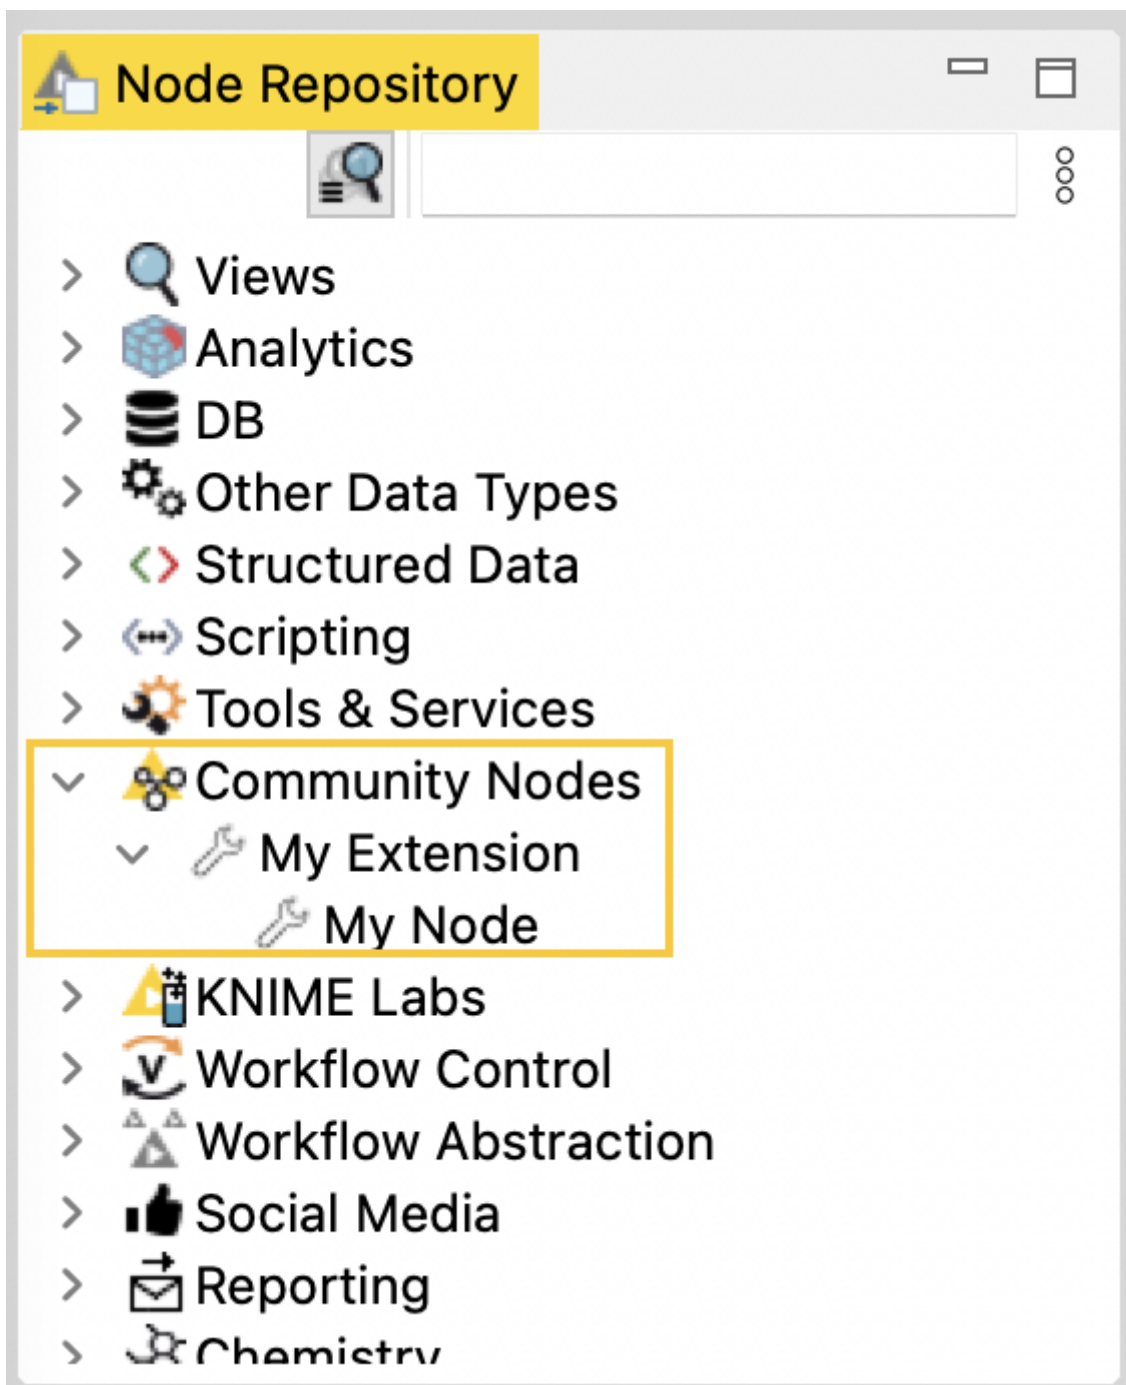 Node Repository
Views
Analytics
DB
Other Data Types
Structured Data
Scripting
Tools & Services
Community Nodes
My Extension
My Node
KNIME Labs
Workflow Control
Workflow Abstraction
Social Media
Reporting
Chemistry